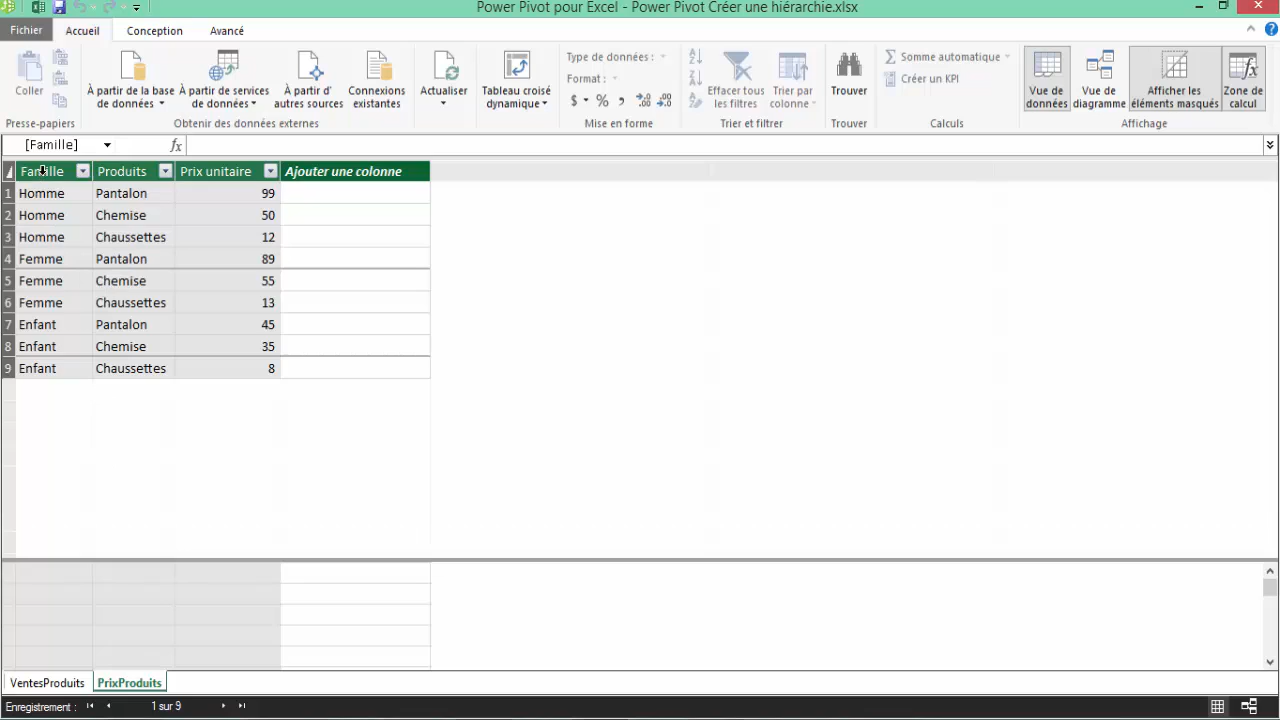 Power Pivot pour Excel - Power Pivot Créer une hiérarchie.xlsx
Fichier Accueil Conception Avancé
Coller
À partir de la base de données
À partir de services de données
À partir d' autres sources
Connexions existantes
Actualiser
Tableau croisé dynamique
Type de données :
Format :
$ % ,
Effacer tous les filtres
Trier par colonne
Trouver
Somme automatique
Créer un KPI
Vue de données
Vue de diagramme
Afficher les éléments masqués
Zone de calcul
Presse-papiers Obtenir des données externes Mise en forme Trier et filtrer Trouver Calculs Affichage
[Famille] fx
Famille Produits Prix unitaire Ajouter une colonne
1 Homme Pantalon 99
2 Homme Chemise 50
3 Homme Chaussettes 12
4 Femme Pantalon 89
5 Femme Chemise 55
6 Femme Chaussettes 13
7 Enfant Pantalon 45
8 Enfant Chemise 35
9 Enfant Chaussettes 8
VentesProduits PrixProduits
Enregistrement : 1 sur 9